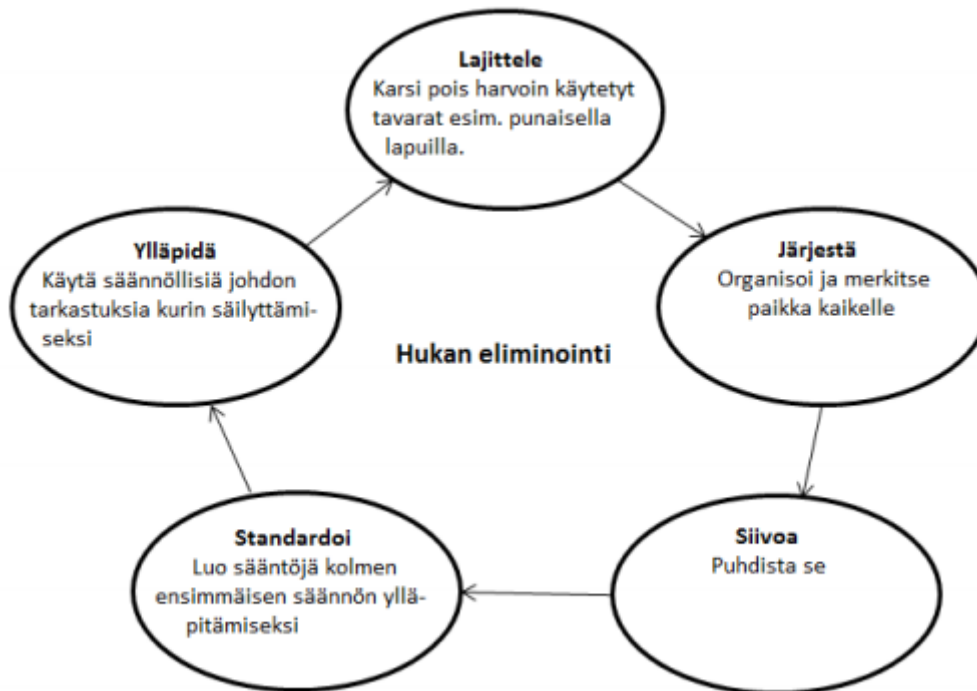 Lajittele
Karsi pois harvoin käytetyt
tavarat esim. punaisella
lapuilla.
Järjestä
Organisoi ja merkitse
paikka kaikelle
Siivoa
Puhdista se
Standardoi
Luo sääntöjä kolmen
ensimmäisen säännön yllä-
pitämiseksi
Ylläpidä
Käytä säännöllisiä johdon
tarkastuksia kurin säilyttämi-
seksi
Hukan eliminointi